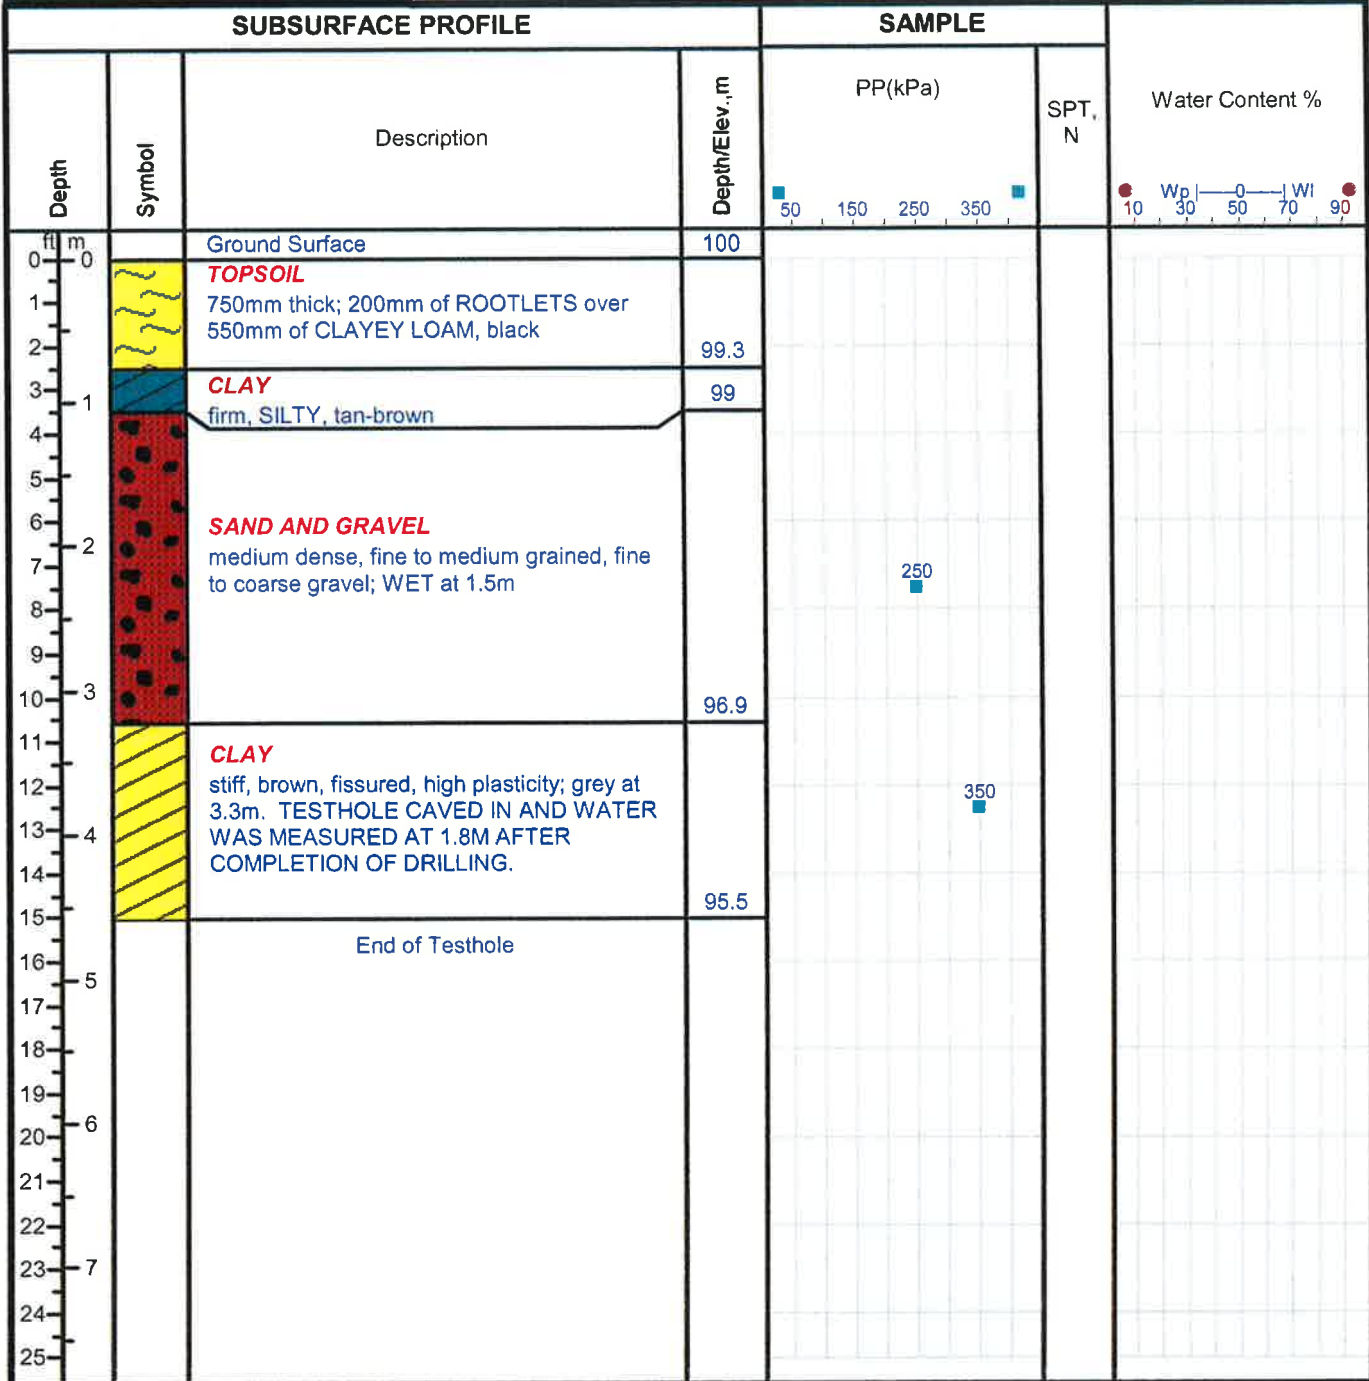 SUBSURFACE PROFILE
SAMPLE
Depth
Symbol
Description
Depth/Elev.,m
PP(kPa)
SPT,
N
Water Content %
50 150 250 350
Wp |——0——| Wl
10 30 50 70 90
ft m
Ground Surface 100
0 0
TOPSOIL
750mm thick; 200mm of ROOTLETS over
550mm of CLAYEY LOAM, black
99.3
1
2
CLAY
firm, SILTY, tan-brown
99
3
1
4
5
SAND AND GRAVEL
medium dense, fine to medium grained, fine
to coarse gravel; WET at 1.5m
96.9
250
6
2
7
8
9
10
3
11
CLAY
stiff, brown, fissured, high plasticity; grey at
3.3m. TESTHOLE CAVED IN AND WATER
WAS MEASURED AT 1.8M AFTER
COMPLETION OF DRILLING.
95.5
350
12
13
4
14
15
End of Testhole
16
5
17
18
19
6
20
21
22
23
7
24
25